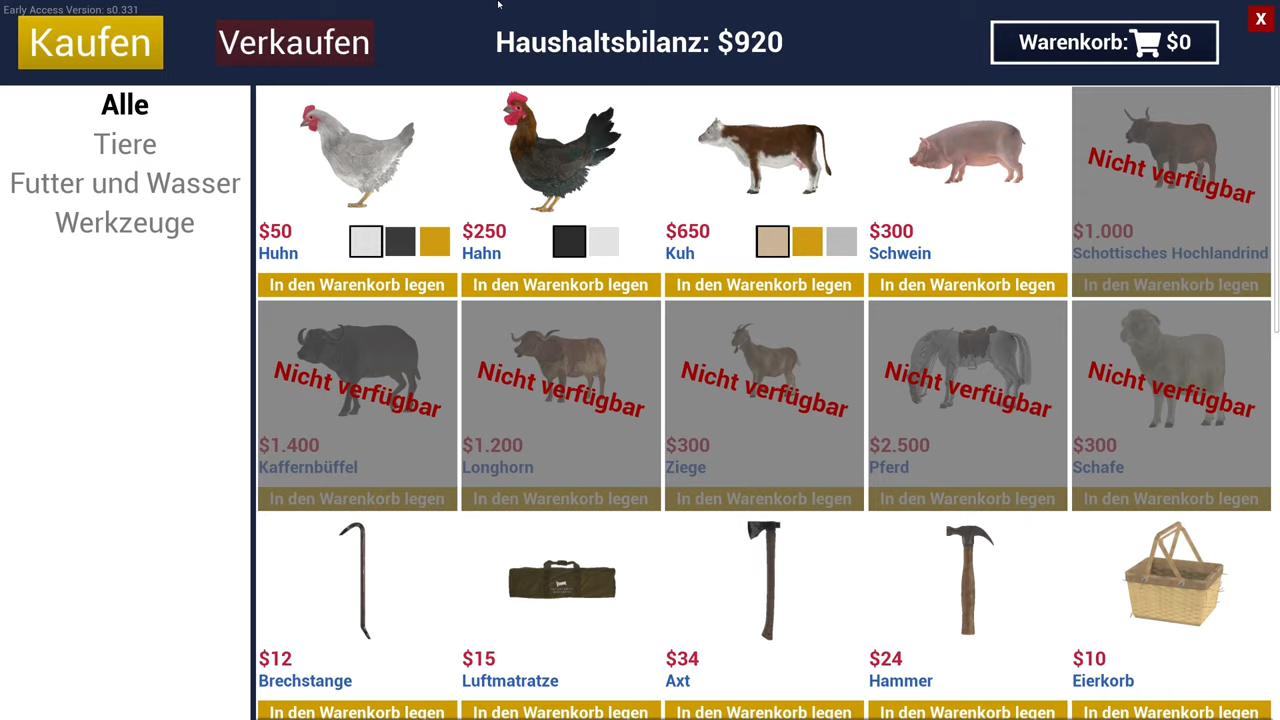 Early Access Version: s0.331
Kaufen
Verkaufen
Haushaltsbilanz: $920
Warenkorb: $0
X
Alle
Tiere
Futter und Wasser
Werkzeuge
$50
Huhn
In den Warenkorb legen
$250
Hahn
In den Warenkorb legen
$650
Kuh
In den Warenkorb legen
$300
Schwein
In den Warenkorb legen
Nicht verfügbar
$1.000
Schottisches Hochlandrind
In den Warenkorb legen
Nicht verfügbar
$1.400
Kaffernbüffel
In den Warenkorb legen
Nicht verfügbar
$1.200
Longhorn
In den Warenkorb legen
Nicht verfügbar
$300
Ziege
In den Warenkorb legen
Nicht verfügbar
$2.500
Pferd
In den Warenkorb legen
Nicht verfügbar
$300
Schafe
In den Warenkorb legen
$12
Brechstange
In den Warenkorb legen
$15
Luftmatratze
In den Warenkorb legen
$34
Axt
In den Warenkorb legen
$24
Hammer
In den Warenkorb legen
$10
Eierkorb
In den Warenkorb legen